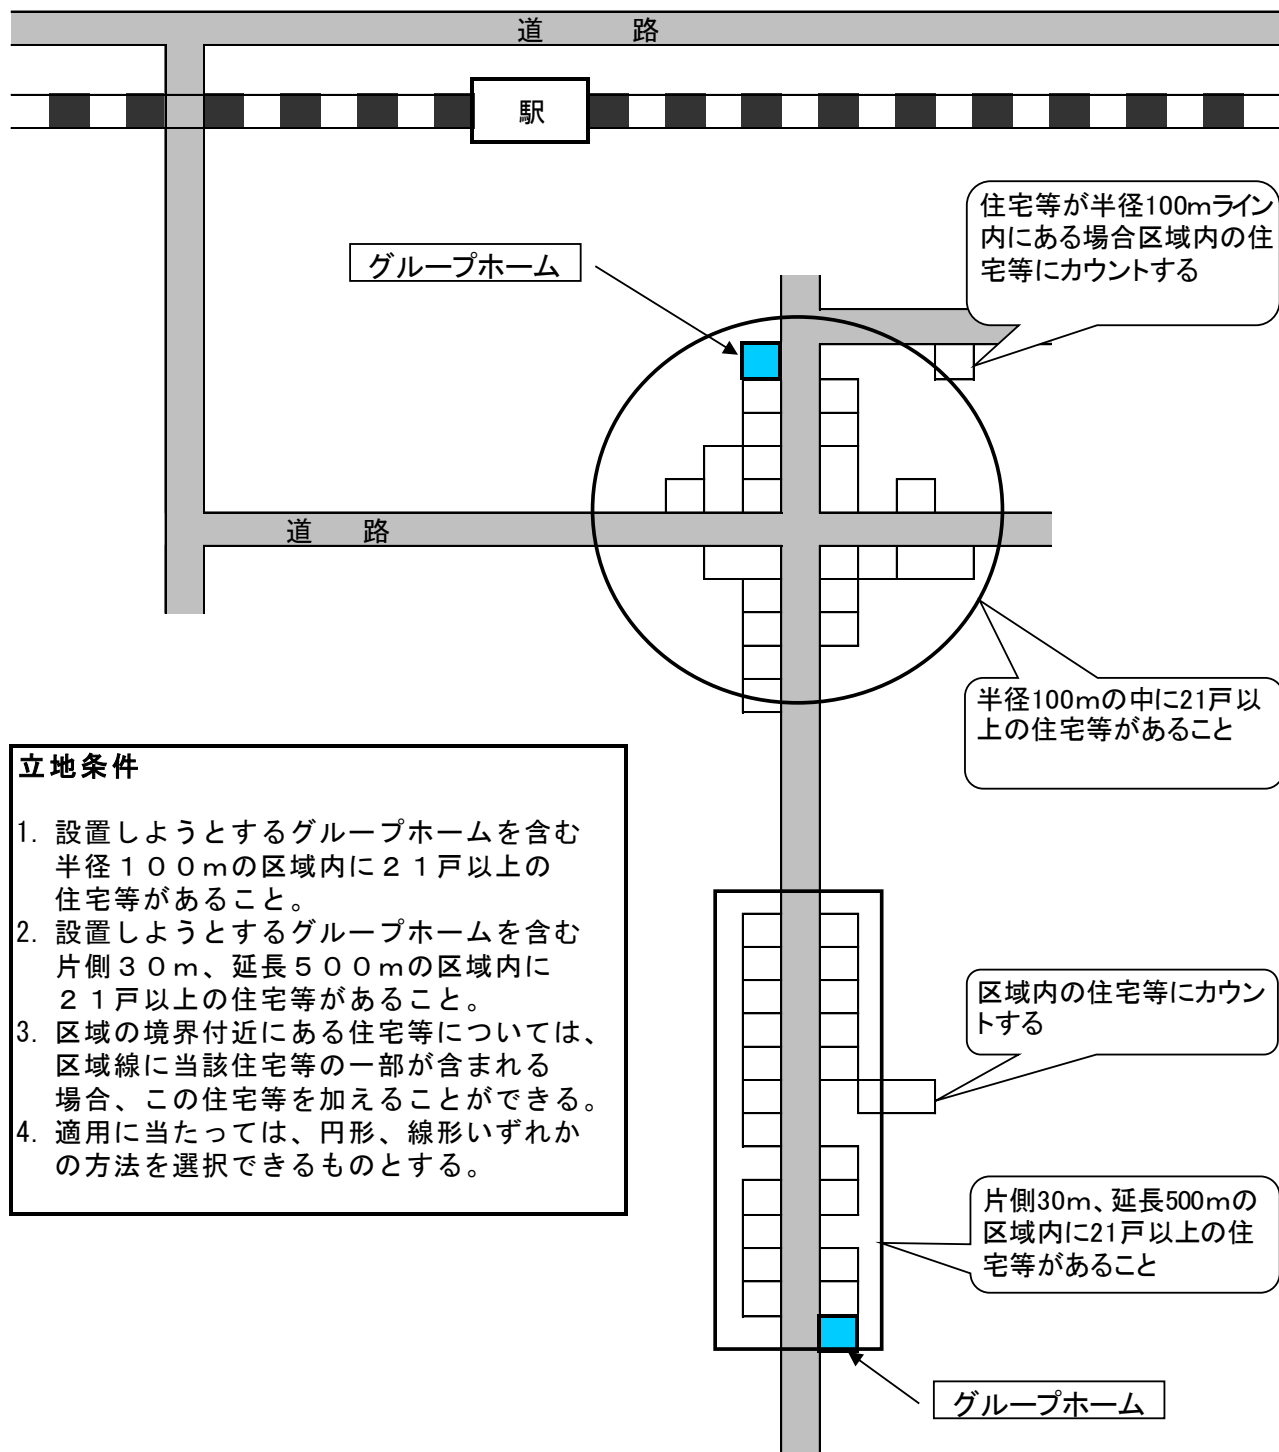 道　　　路
駅
住宅等が半径100mライン
内にある場合区域内の住
宅等にカウントする
グループホーム
道　　路
半径100mの中に21戸以
上の住宅等があること
立地条件
1. 設置しようとするグループホームを含む
半径１００ｍの区域内に２１戸以上の
住宅等があること。
2. 設置しようとするグループホームを含む
片側３０ｍ、延長５００ｍの区域内に
２１戸以上の住宅等があること。
3. 区域の境界付近にある住宅等については、
区域線に当該住宅等の一部が含まれる
場合、この住宅等を加えることができる。
4. 適用に当たっては、円形、線形いずれか
の方法を選択できるものとする。
区域内の住宅等にカウン
トする
片側30m、延長500mの
区域内に21戸以上の住
宅等があること
グループホーム